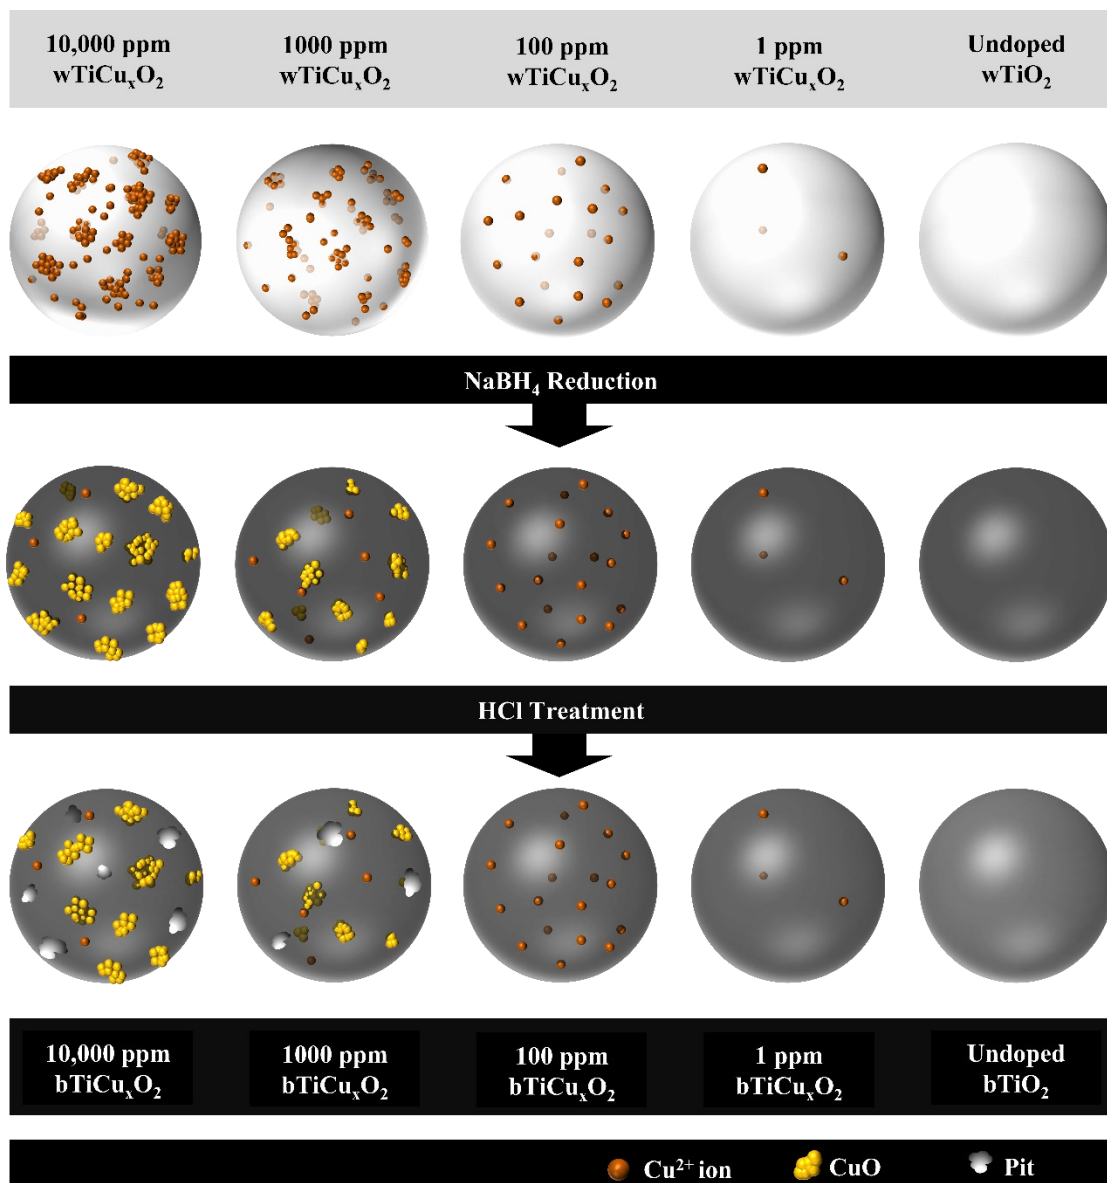 10,000 ppm
wTiCuₓO₂
1000 ppm
wTiCuₓO₂
100 ppm
wTiCuₓO₂
1 ppm
wTiCuₓO₂
Undoped
wTiO₂
NaBH₄ Reduction
HCl Treatment
10,000 ppm
bTiCuₓO₂
1000 ppm
bTiCuₓO₂
100 ppm
bTiCuₓO₂
1 ppm
bTiCuₓO₂
Undoped
bTiO₂
Cu²⁺ ion
CuO
Pit